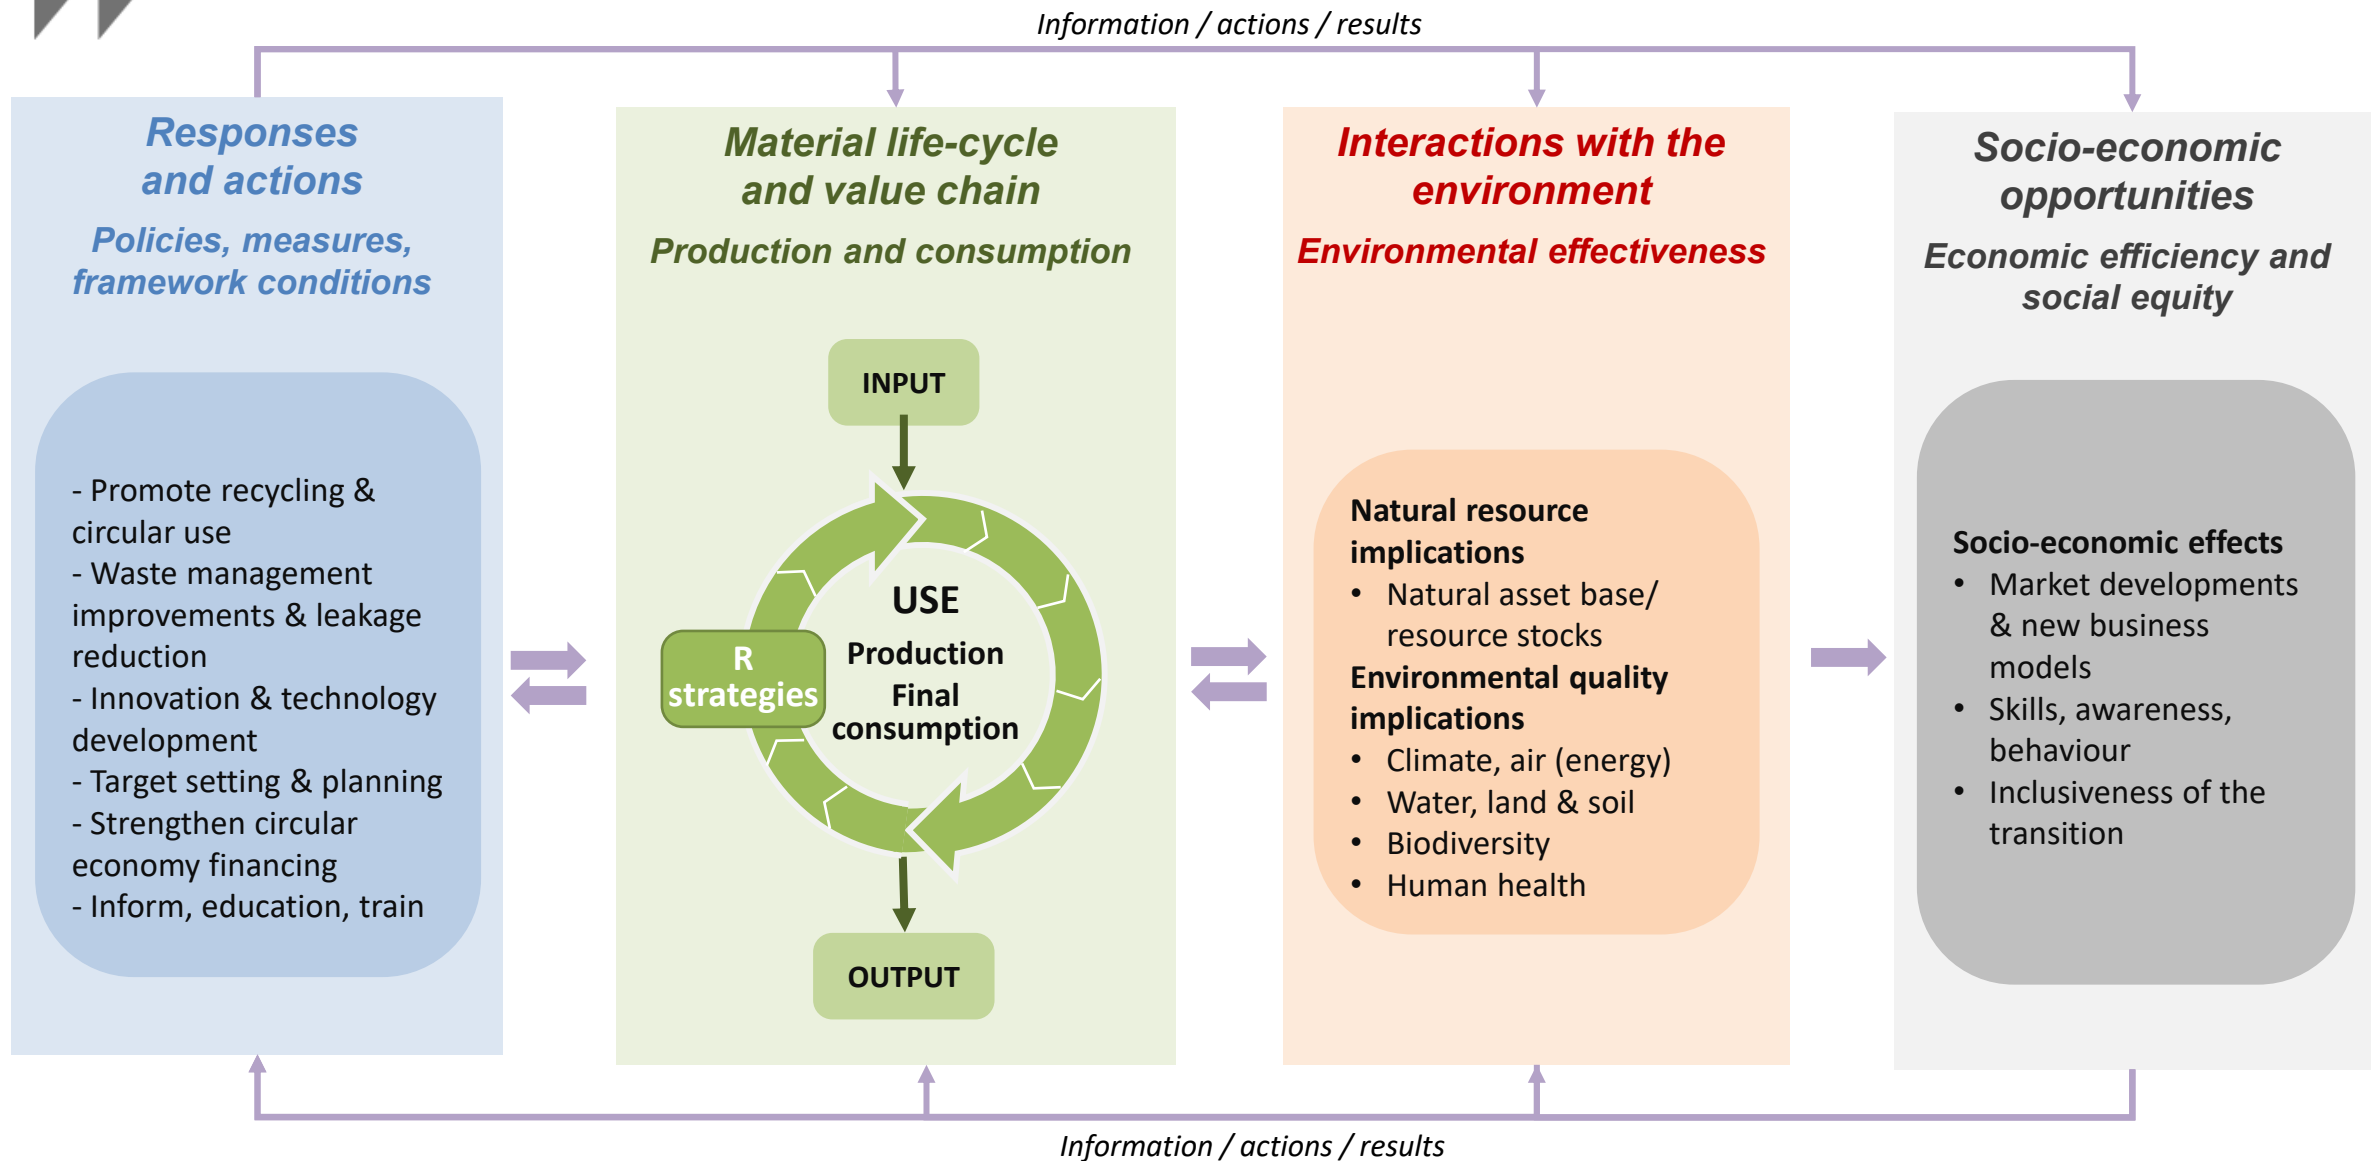 Information / actions / results
Responses
and actions
Policies, measures,
framework conditions
- Promote recycling &
circular use
- Waste management
improvements & leakage
reduction
- Innovation & technology
development
- Target setting & planning
- Strengthen circular
economy financing
- Inform, education, train
Material life-cycle
and value chain
Production and consumption
INPUT
USE
Production
Final
consumption
R
strategies
OUTPUT
Interactions with the
environment
Environmental effectiveness
Natural resource
implications
• Natural asset base/
resource stocks
Environmental quality
implications
• Climate, air (energy)
• Water, land & soil
• Biodiversity
• Human health
Socio-economic
opportunities
Economic efficiency and
social equity
Socio-economic effects
• Market developments
& new business
models
• Skills, awareness,
behaviour
• Inclusiveness of the
transition
Information / actions / results